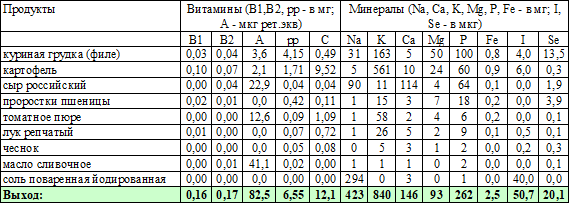 Продукты Витамины (В1,В2, рр - в мг; Минералы (Na, Ca, K, Mg, P, Fe - в мг; I,
А - мкг рет.экв) Se - в мкг)
B1 B2 A pp C Na K Ca Mg P Fe I Se
куриная грудка (филе) 0,03 0,04 3,6 4,15 0,49 31 163 5 50 100 0,8 4,0 13,5
картофель 0,10 0,07 2,1 1,71 9,52 5 561 10 24 60 0,9 6,0 0,3
сыр российский 0,00 0,04 22,9 0,04 0,04 90 11 114 4 64 0,1 0,0 1,9
проростки пшеницы 0,02 0,01 0,0 0,42 0,11 1 15 3 7 18 0,2 0,0 3,9
томатное пюре 0,00 0,00 12,6 0,09 1,09 1 58 2 4 6 0,2 0,0 0,1
лук репчатый 0,01 0,00 0,0 0,07 0,72 1 26 5 2 9 0,1 0,5 0,1
чеснок 0,00 0,00 0,0 0,05 0,08 0 3 1 2 2 0,0 0,2 0,2
масло сливочное 0,00 0,01 41,1 0,02 0,00 1 1 1 0 2 0,0 0,0 0,1
соль поваренная йодированная 0,00 0,00 0,0 0,00 0,00 294 0 3 0 1 0,0 40,0 0,0
Выход: 0,16 0,17 82,5 6,55 12,1 423 840 146 93 262 2,5 50,7 20,1